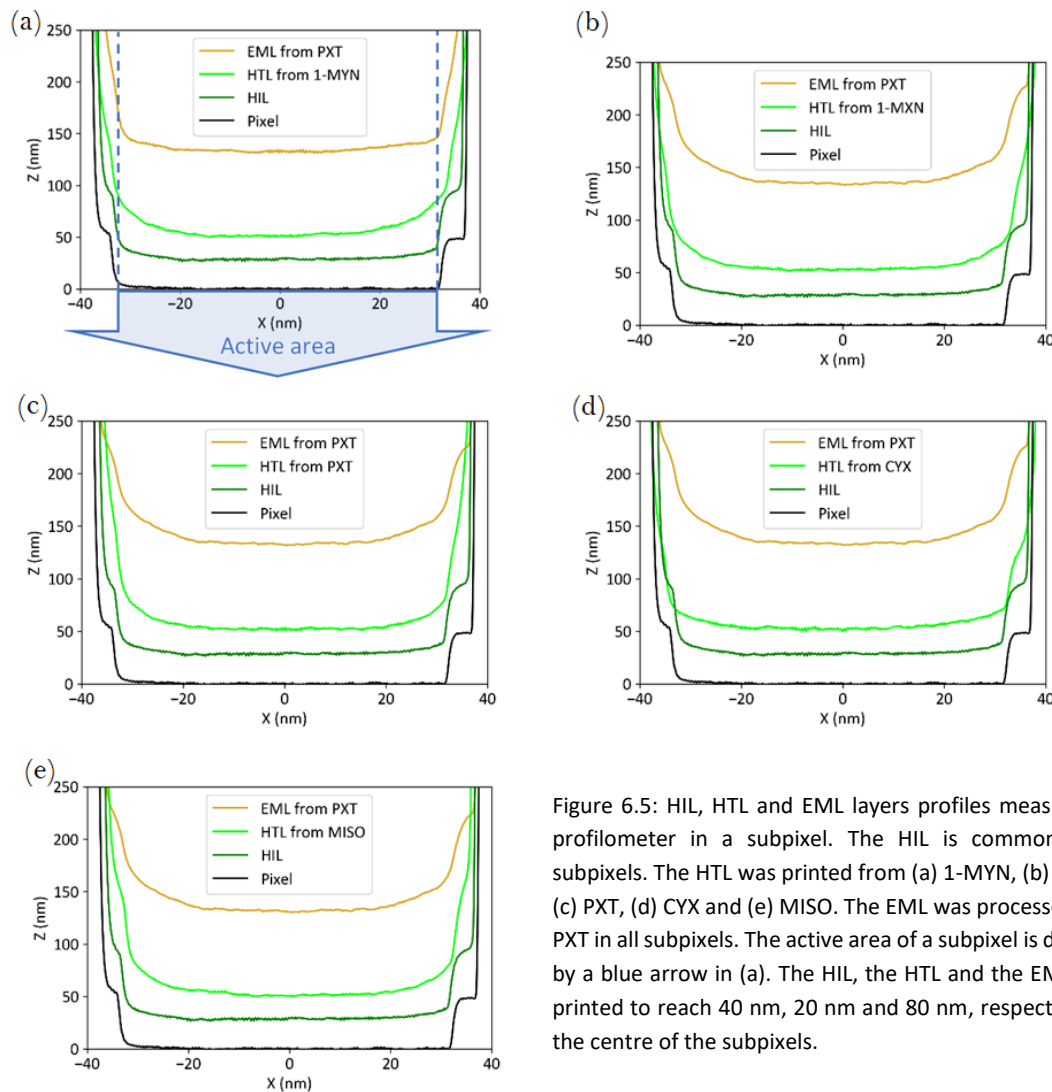 (a)
250
200
150
100
50
0
Z (nm)
EML from PXT
HTL from 1-MYN
HIL
Pixel
−40
−20
0
20
40
X (nm)
Active area
(b)
250
200
150
100
50
0
Z (nm)
EML from PXT
HTL from 1-MXN
HIL
Pixel
−40
−20
0
20
40
X (nm)
(c)
250
200
150
100
50
0
Z (nm)
EML from PXT
HTL from PXT
HIL
Pixel
−40
−20
0
20
40
X (nm)
(d)
250
200
150
100
50
0
Z (nm)
EML from PXT
HTL from CYX
HIL
Pixel
−40
−20
0
20
40
X (nm)
(e)
250
200
150
100
50
0
Z (nm)
EML from PXT
HTL from MISO
HIL
Pixel
−40
−20
0
20
40
X (nm)
Figure 6.5: HIL, HTL and EML layers profiles meas
profilometer in a subpixel. The HIL is common
subpixels. The HTL was printed from (a) 1-MYN, (b)
(c) PXT, (d) CYX and (e) MISO. The EML was processe
PXT in all subpixels. The active area of a subpixel is d
by a blue arrow in (a). The HIL, the HTL and the EM
printed to reach 40 nm, 20 nm and 80 nm, respect
the centre of the subpixels.